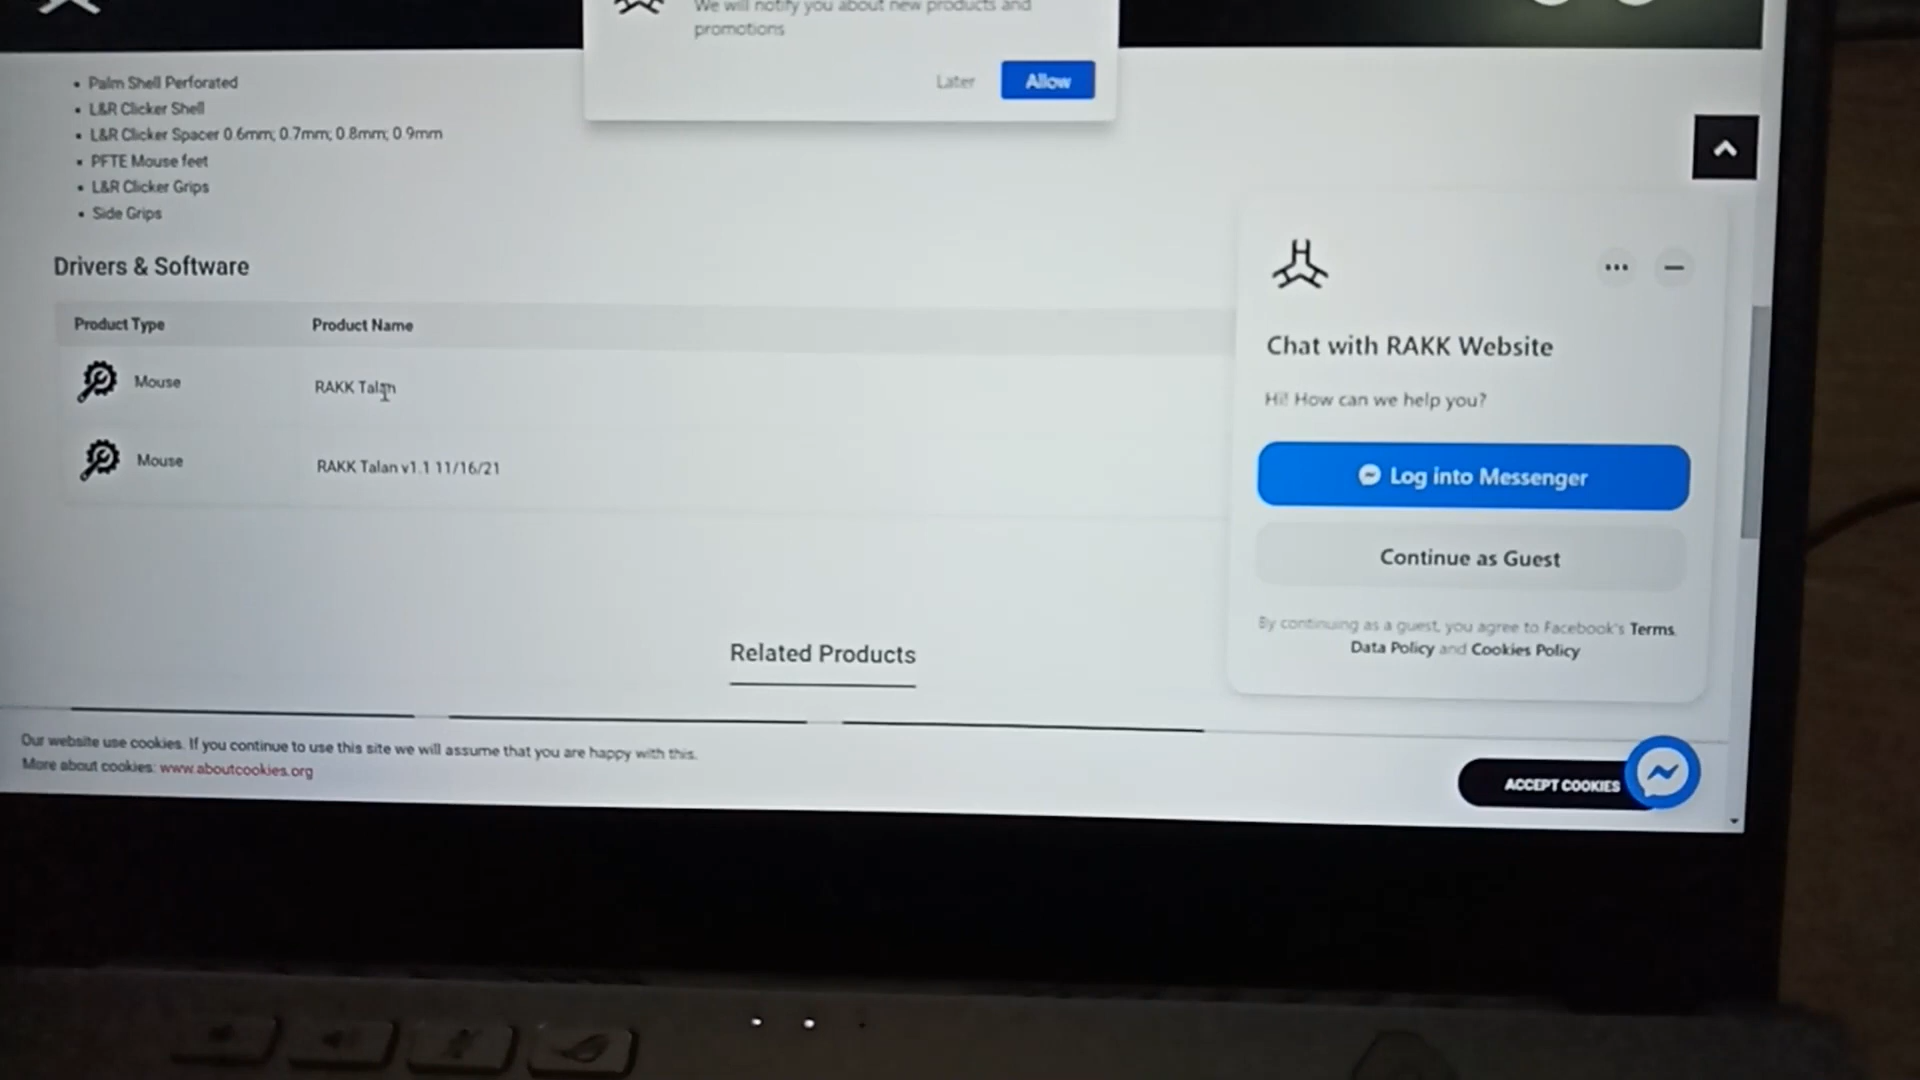 We will notify you about new products and
promotions
Later
Allow
Palm Shell Perforated
L&R Clicker Shell
L&R Clicker Spacer 0.6mm; 0.7mm; 0.8mm; 0.9mm
PFTE Mouse feet
L&R Clicker Grips
Side Grips
Drivers & Software
Product Type Product Name
Mouse RAKK Talan
Mouse RAKK Talan v1.1 11/16/21
Chat with RAKK Website
Hi! How can we help you?
Log into Messenger
Continue as Guest
By continuing as a guest, you agree to Facebook's Terms,
Data Policy and Cookies Policy
Related Products
Our website use cookies. If you continue to use this site we will assume that you are happy with this.
More about cookies: www.aboutcookies.org
ACCEPT COOKIES